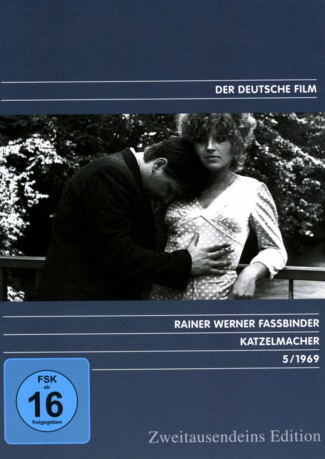 DER DEUTSCHE FILM
RAINER WERNER FASSBINDER
KATZELMACHER
5/1969
FSK
ab
16
freigegeben
Zweitausendeins Edition